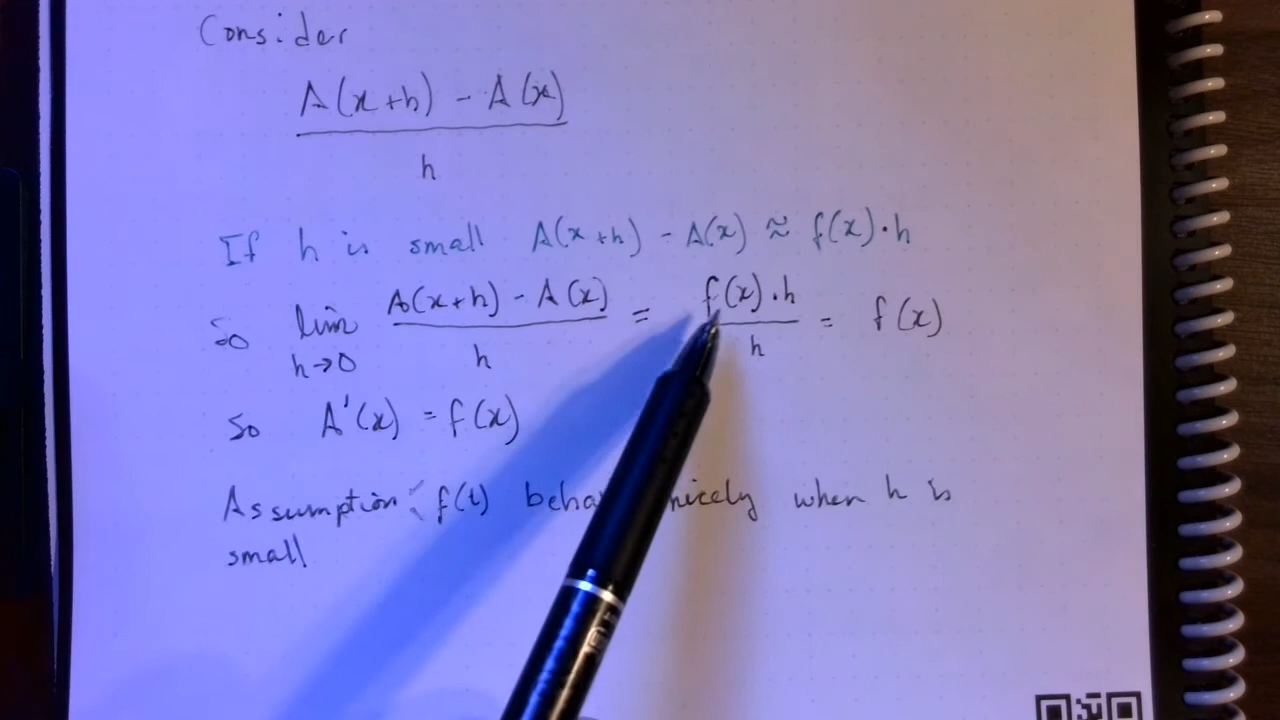 Consider
A(x+h) - A(x)
h
If h is small A(x+h) - A(x) ≈ f(x)·h
So lim h→0 A(x+h) - A(x) / h = f(x)·h / h = f(x)
So A'(x) = f(x)
Assumption: f(t) nicely when h is
small